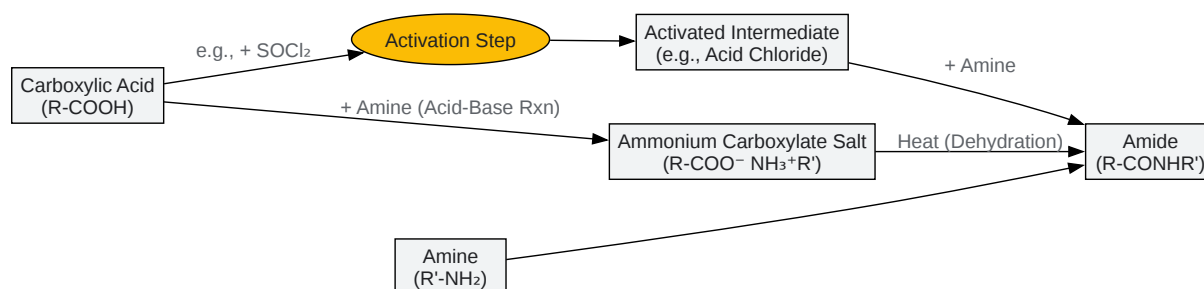 e.g., + SOCl₂
Activation Step
Activated Intermediate
(e.g., Acid Chloride)
+ Amine
Carboxylic Acid
(R-COOH)
+ Amine (Acid-Base Rxn)
Ammonium Carboxylate Salt
(R-COO⁻ NH₃⁺R')
Heat (Dehydration)
Amide
(R-CONHR')
Amine
(R'-NH₂)